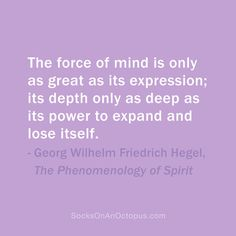 The force of mind is only
as great as its expression;
its depth only as deep as
its power to expand and
lose itself.
- Georg Wilhelm Friedrich Hegel,
The Phenomenology of Spirit
SocksOnAnOctopus.com